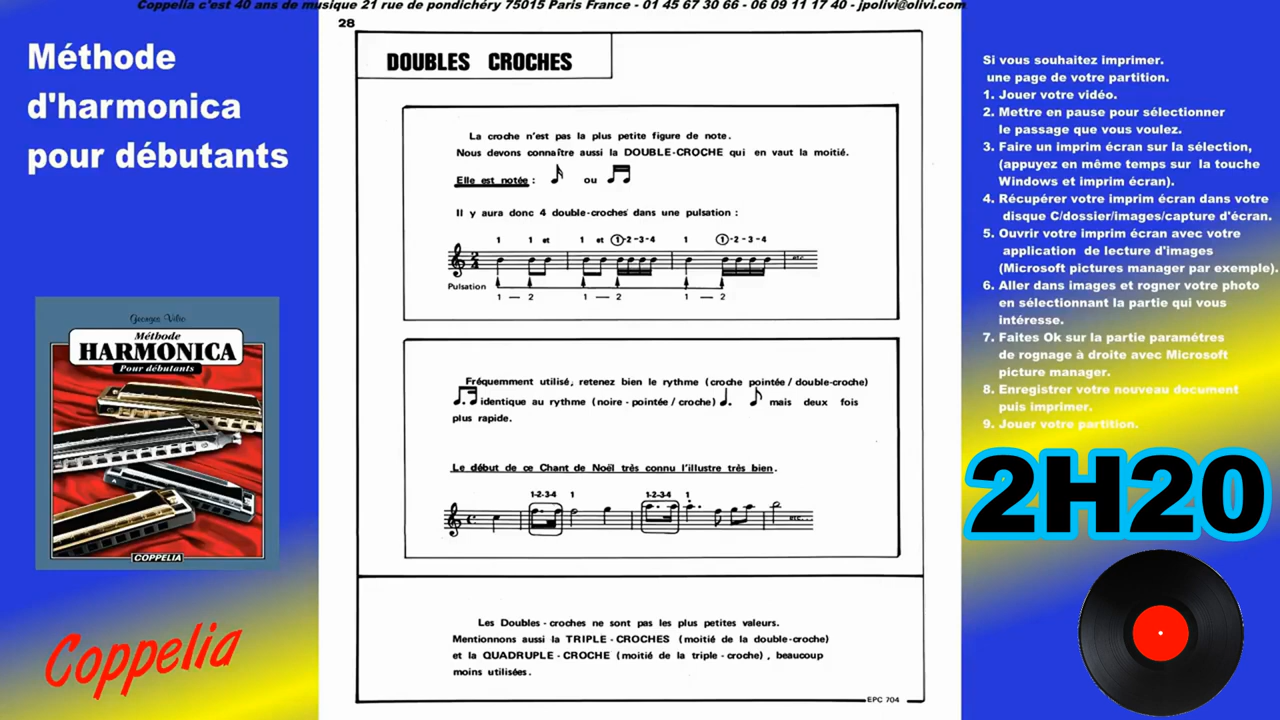 Coppelia c'est 40 ans de musique 21 rue de pondichéry 75015 Paris France - 01 45 67 30 66 - 06 09 11 17 40 - jpolivi@olivi.com
Méthode
d'harmonica
pour débutants
Georges Vilro
Méthode
HARMONICA
Pour débutants
COPPELIA
Coppelia
28
DOUBLES CROCHES
La croche n'est pas la plus petite figure de note.
Nous devons connaître aussi la DOUBLE-CROCHE qui en vaut la moitié.
Elle est notée : ou
Il y aura donc 4 double-croches dans une pulsation :
1 1 et 1 et 1-2-3-4 1 1-2-3-4
2
4
etc...
Pulsation
1 — 2 1 — 2 1 — 2
Fréquemment utilisé, retenez bien le rythme (croche pointée / double-croche)
identique au rythme (noire - pointée / croche) mais deux fois
plus rapide.
Le début de ce Chant de Noël très connu l'illustre très bien.
1-2-3-4 1 1-2-3-4 1
etc...
Les Doubles - croches ne sont pas les plus petites valeurs.
Mentionnons aussi la TRIPLE - CROCHES (moitié de la double-croche)
et la QUADRUPLE - CROCHE (moitié de la triple - croche) , beaucoup
moins utilisées.
EPC 704
Si vous souhaitez imprimer.
une page de votre partition.
1. Jouer votre vidéo.
2. Mettre en pause pour sélectionner
le passage que vous voulez.
3. Faire un imprim écran sur la sélection,
(appuyez en même temps sur la touche
Windows et imprim écran).
4. Récupérer votre imprim écran dans votre
disque C/dossier/images/capture d'écran.
5. Ouvrir votre imprim écran avec votre
application de lecture d'images
(Microsoft pictures manager par exemple).
6. Aller dans images et rogner votre photo
en sélectionnant la partie qui vous
intéresse.
7. Faites Ok sur la partie paramétres
de rognage à droite avec Microsoft
picture manager.
8. Enregistrer votre nouveau document
puis imprimer.
9. Jouer votre partition.
2H20